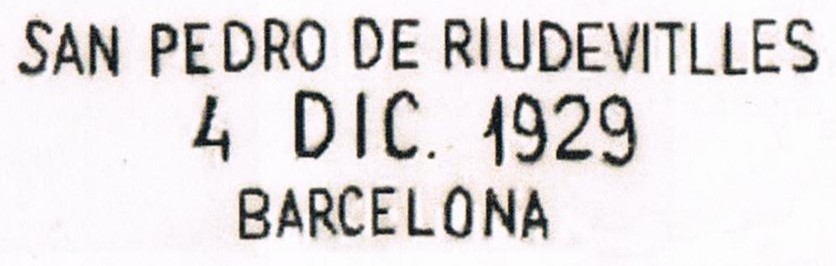 SAN PEDRO DE RIUDEVITLLES
4 DIC. 1929
BARCELONA